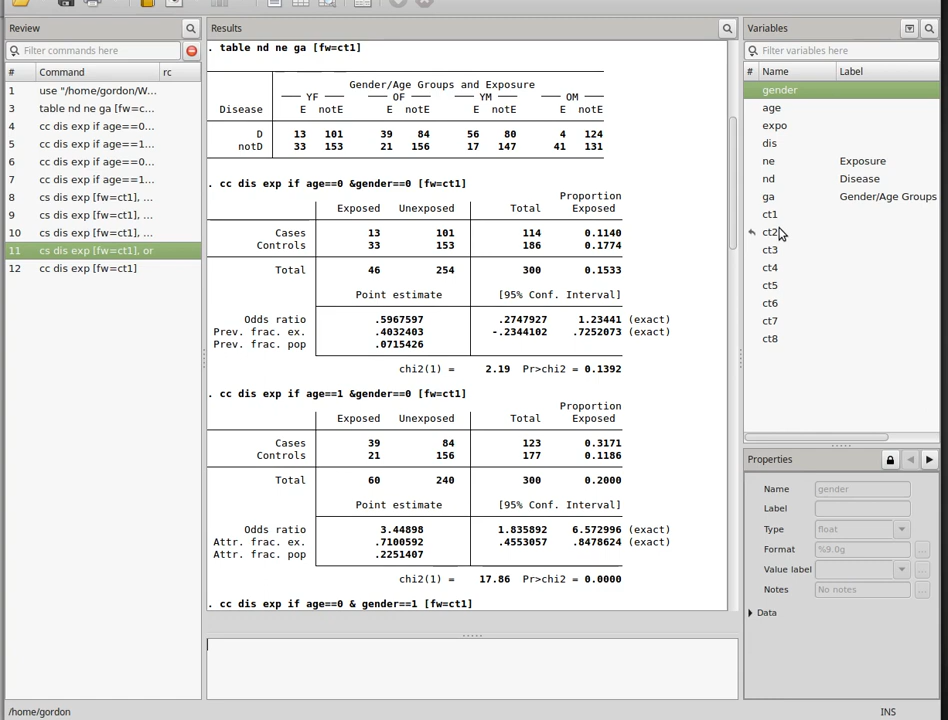 Review
Filter commands here
# Command rc
1 use "/home/gordon/W...
3 table nd ne ga [fw=c...
4 cc dis exp if age==0...
5 cc dis exp if age==1...
6 cc dis exp if age==0...
7 cc dis exp if age==1...
8 cs dis exp [fw=ct1], ...
9 cs dis exp [fw=ct1], ...
10 cs dis exp [fw=ct1], ...
11 cs dis exp [fw=ct1], or
12 cc dis exp [fw=ct1]
Results
. table nd ne ga [fw=ct1]
Gender/Age Groups and Exposure
YF OF YM OM
Disease E notE E notE E notE E notE
D 13 101 39 84 56 80 4 124
notD 33 153 21 156 17 147 41 131
. cc dis exp if age==0 &gender==0 [fw=ct1]
Proportion
Exposed Unexposed Total Exposed
Cases 13 101 114 0.1140
Controls 33 153 186 0.1774
Total 46 254 300 0.1533
Point estimate [95% Conf. Interval]
Odds ratio .5967597 .2747927 1.23441 (exact)
Prev. frac. ex. .4032403 -.2344102 .7252073 (exact)
Prev. frac. pop .0715426
chi2(1) = 2.19 Pr>chi2 = 0.1392
. cc dis exp if age==1 &gender==0 [fw=ct1]
Proportion
Exposed Unexposed Total Exposed
Cases 39 84 123 0.3171
Controls 21 156 177 0.1186
Total 60 240 300 0.2000
Point estimate [95% Conf. Interval]
Odds ratio 3.44898 1.835892 6.572996 (exact)
Attr. frac. ex. .7100592 .4553057 .8478624 (exact)
Attr. frac. pop .2251407
chi2(1) = 17.86 Pr>chi2 = 0.0000
. cc dis exp if age==0 & gender==1 [fw=ct1]
Variables
Filter variables here
# Name Label
gender
age
expo
dis
ne Exposure
nd Disease
ga Gender/Age Groups
ct1
ct2
ct3
ct4
ct5
ct6
ct7
ct8
Properties
Name gender
Label
Type float
Format %9.0g
Value label
Notes No notes
Data
/home/gordon
INS